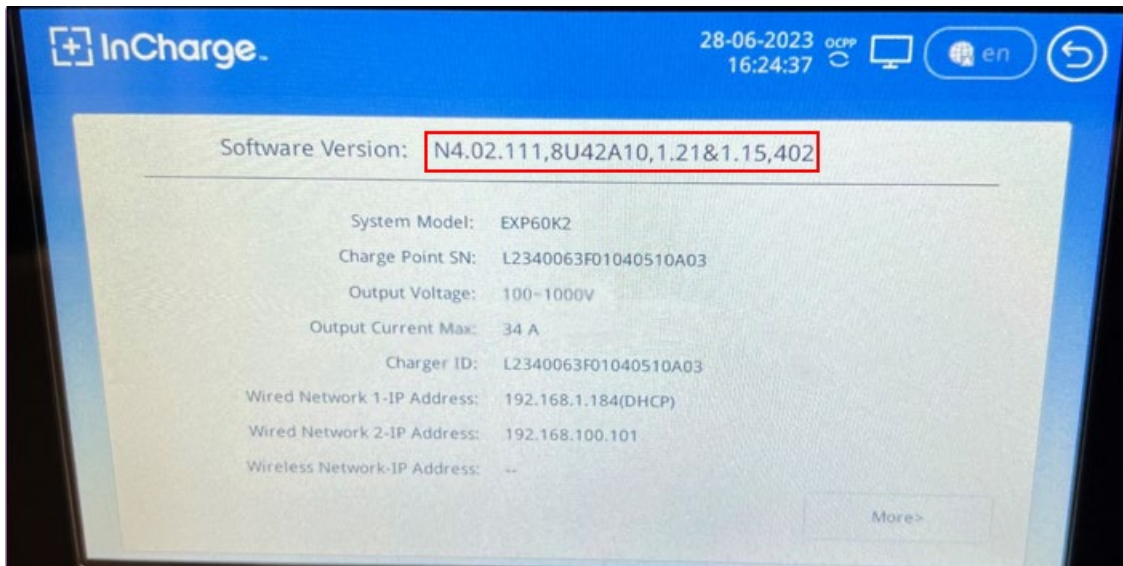 InCharge
28-06-2023
16:24:37
OCPP
en
Software Version: N4.02.111,8U42A10,1.21&1.15,402
System Model: EXP60K2
Charge Point SN: L2340063F01040510A03
Output Voltage: 100~1000V
Output Current Max: 34 A
Charger ID: L2340063F01040510A03
Wired Network 1-IP Address: 192.168.1.184(DHCP)
Wired Network 2-IP Address: 192.168.100.101
Wireless Network-IP Address: --
More>